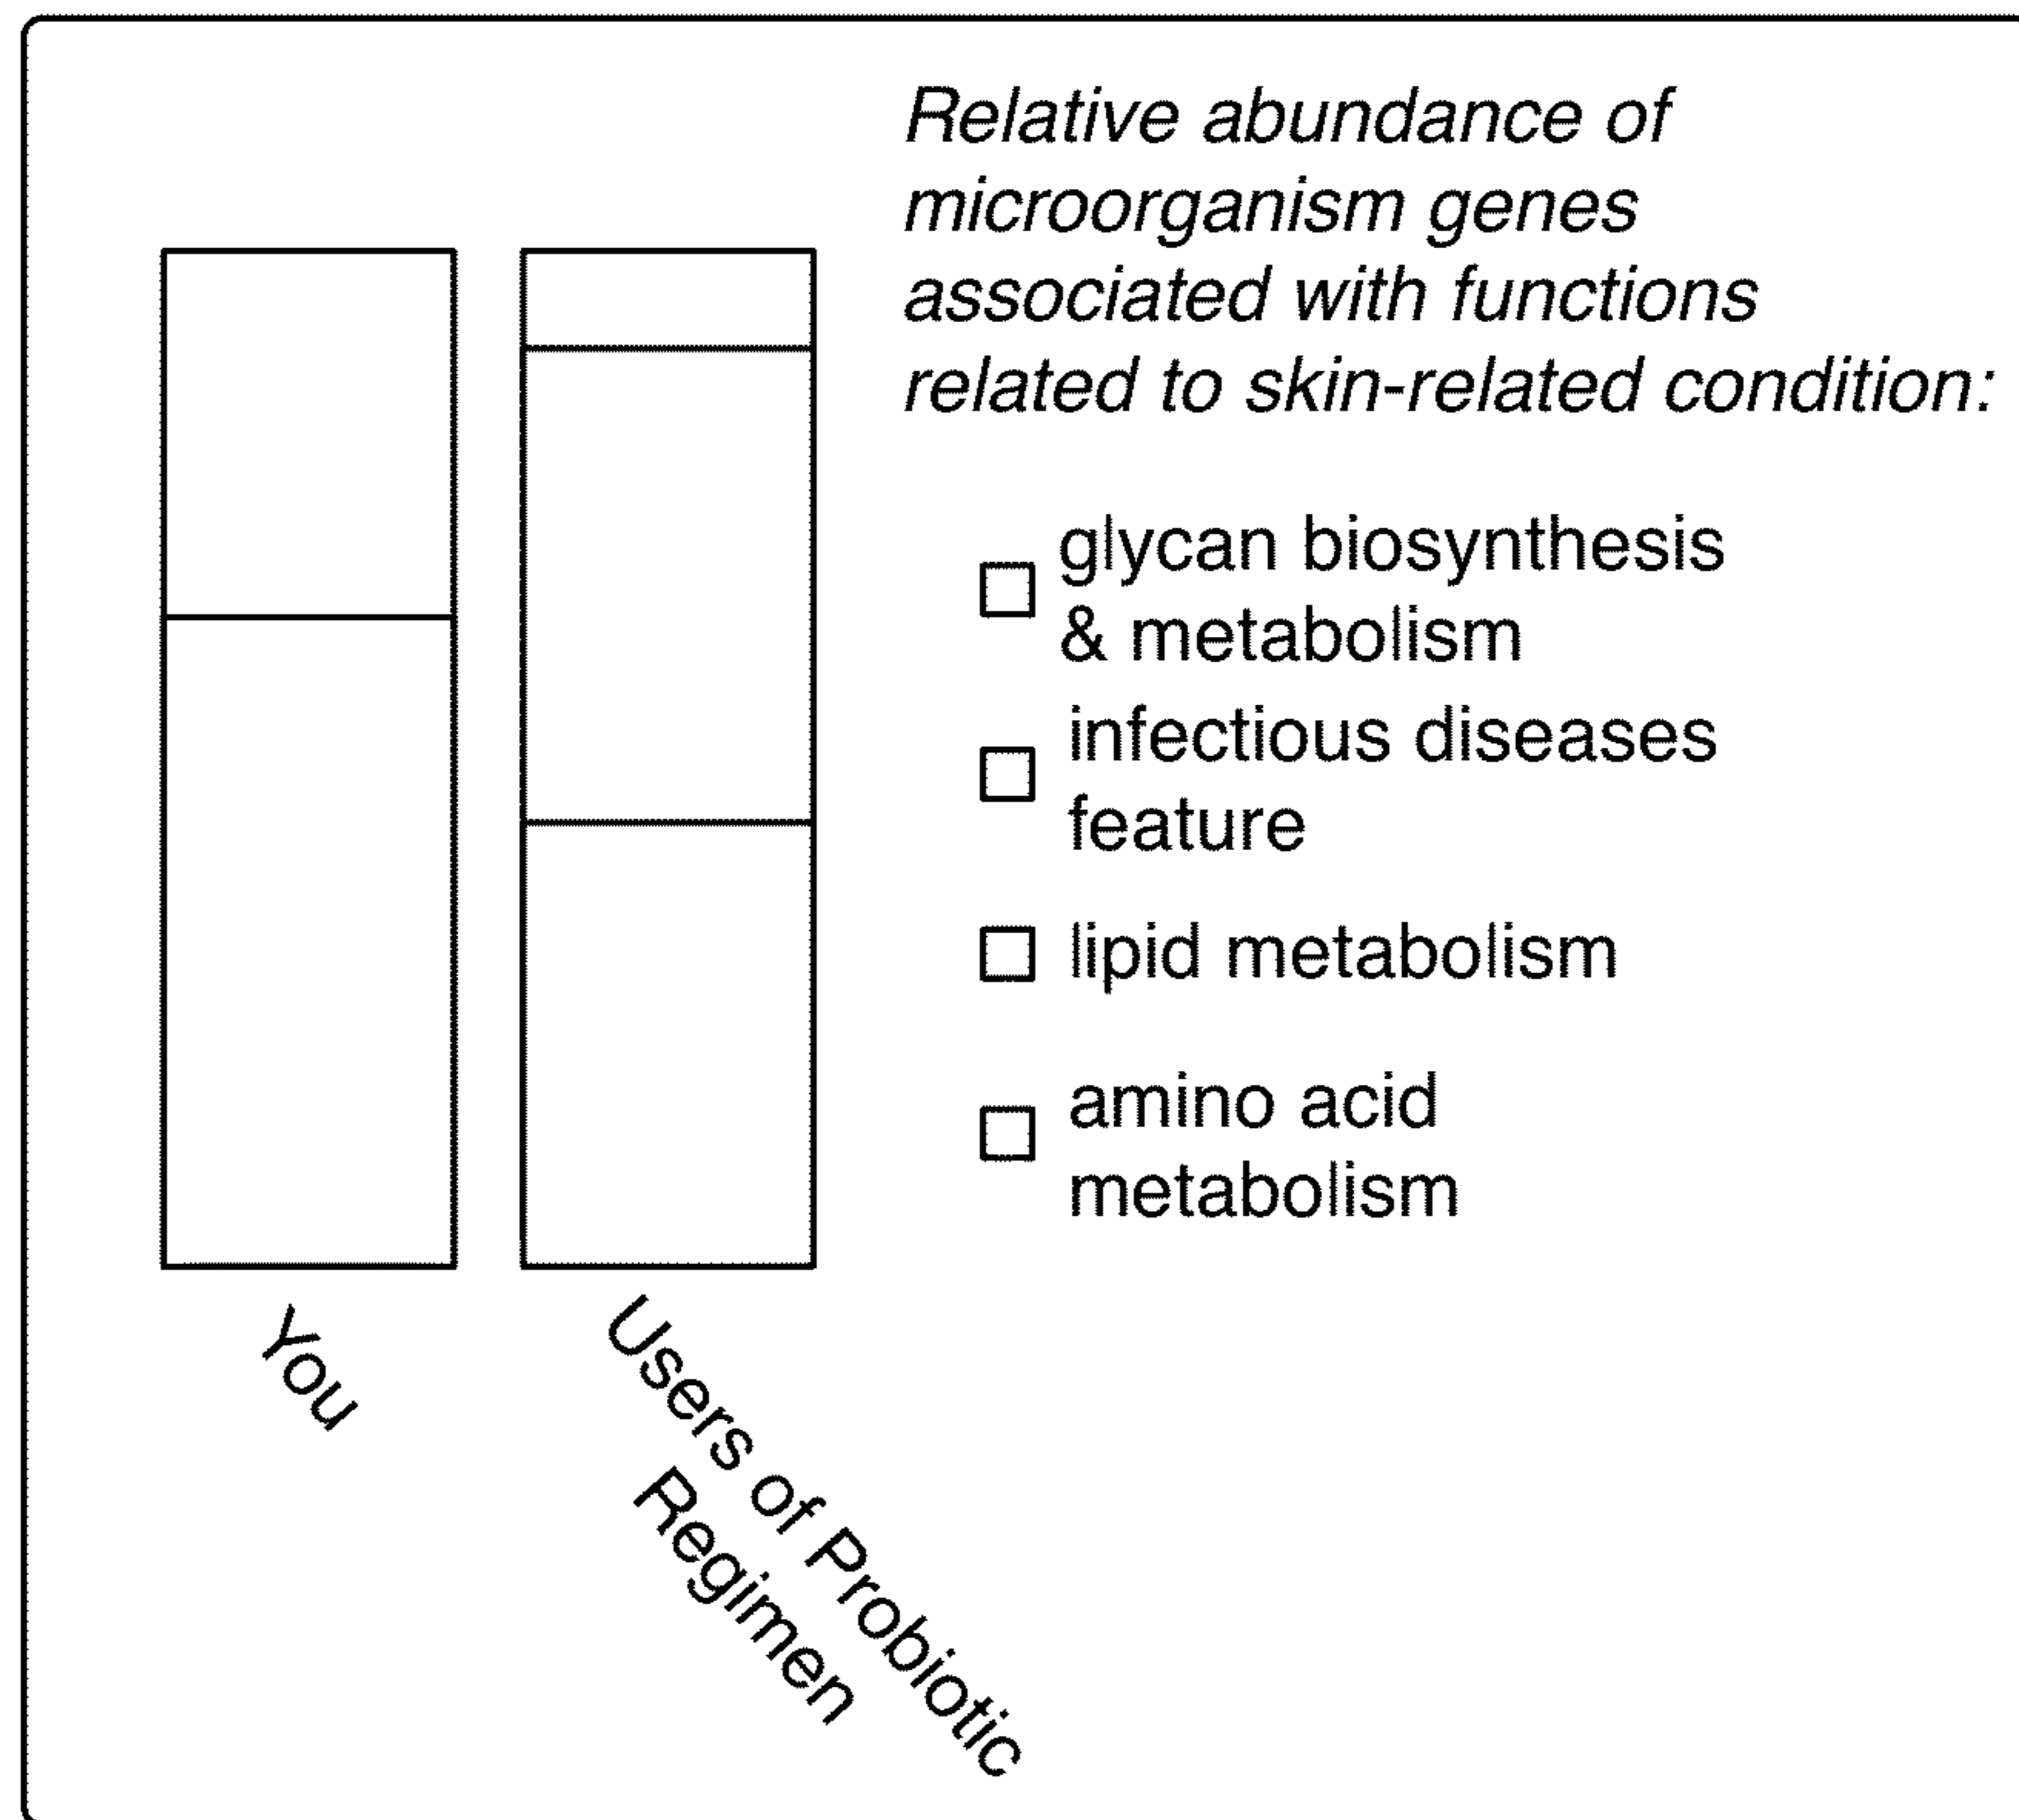 Relative abundance of
microorganism genes
associated with functions
related to skin-related condition:
glycan biosynthesis
& metabolism
infectious diseases
feature
lipid metabolism
amino acid
metabolism
You
Users of Probiotic
Regimen